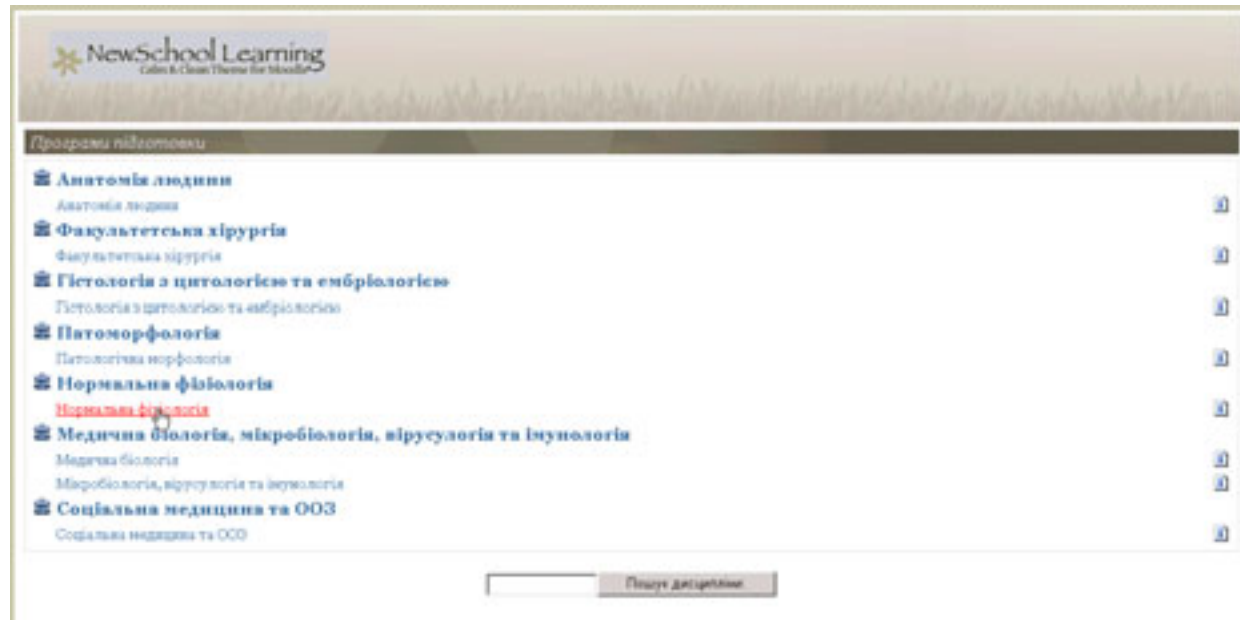 NewSchool Learning
Calm & Clean Theme for Moodle
Програми підготовки
Анатомія людини
Анатомія людини
Факультетська хірургія
Факультетська хірургія
Гістологія з цитологією та ембріологією
Гістологія з цитологією та ембріологією
Патоморфологія
Патологічна морфологія
Нормальна фізіологія
Нормальна фізіологія
Медична біологія, мікробіологія, вірусулогія та імунологія
Медична біологія
Мікробіологія, вірусулогія та імунологія
Соціальна медицина та ООЗ
Соціальна медицина та ООЗ
Пошук дисципліни